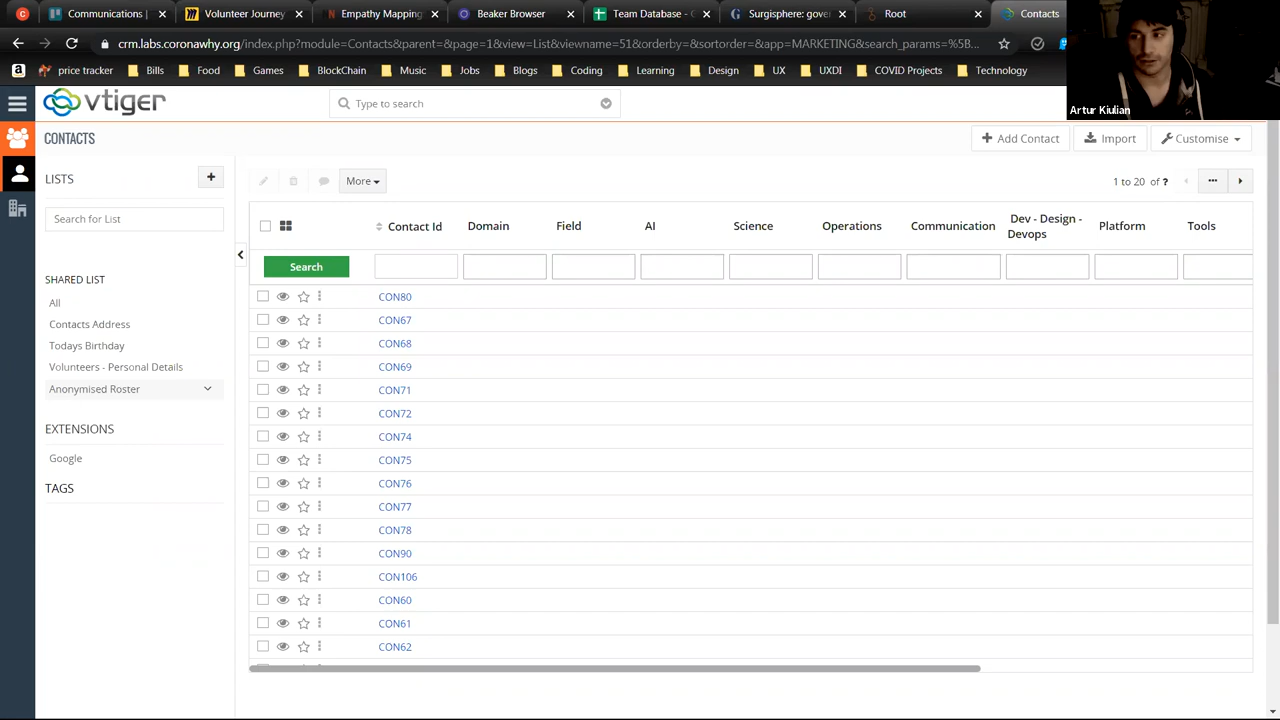 Communications |
Volunteer Journey
Empathy Mapping
Beaker Browser
Team Database - G
Surgisphere: gover
Root
Contacts
crm.labs.coronawhy.org/index.php?module=Contacts&parent=&page=1&view=List&viewname=51&orderby=&sortorder=&app=MARKETING&search_params=%5B...
price tracker
Bills
Food
Games
BlockChain
Music
Jobs
Blogs
Coding
Learning
Design
UX
UXDI
COVID Projects
Technology
Artur Kiulian
vtiger
Type to search
CONTACTS
Add Contact
Import
Customise
LISTS
More
1 to 20 of ?
Search for List
Contact Id
Domain
Field
AI
Science
Operations
Communication
Dev - Design -
Devops
Platform
Tools
Search
SHARED LIST
All
Contacts Address
Todays Birthday
Volunteers - Personal Details
Anonymised Roster
EXTENSIONS
Google
TAGS
CON80
CON67
CON68
CON69
CON71
CON72
CON74
CON75
CON76
CON77
CON78
CON90
CON106
CON60
CON61
CON62